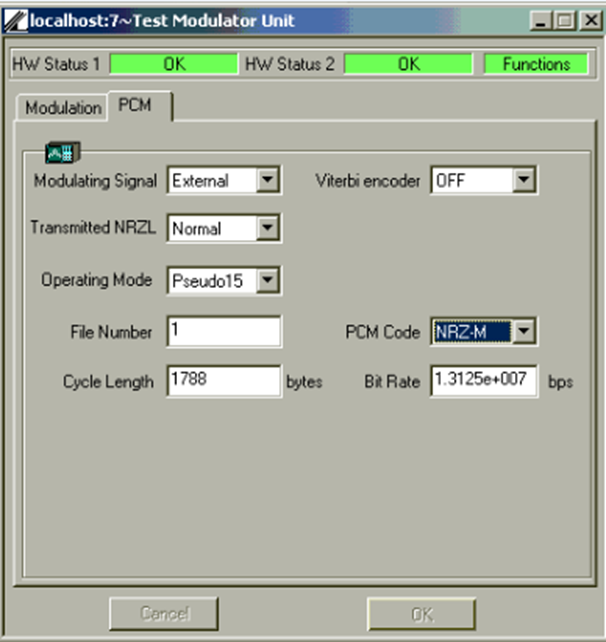 localhost:7~Test Modulator Unit
HW Status 1 OK HW Status 2 OK Functions
Modulation PCM
Modulating Signal External Viterbi encoder OFF
Transmitted NRZL Normal
Operating Mode Pseudo15
File Number 1 PCM Code NRZ-M
Cycle Length 1788 bytes Bit Rate 1.3125e+007 bps
Cancel OK